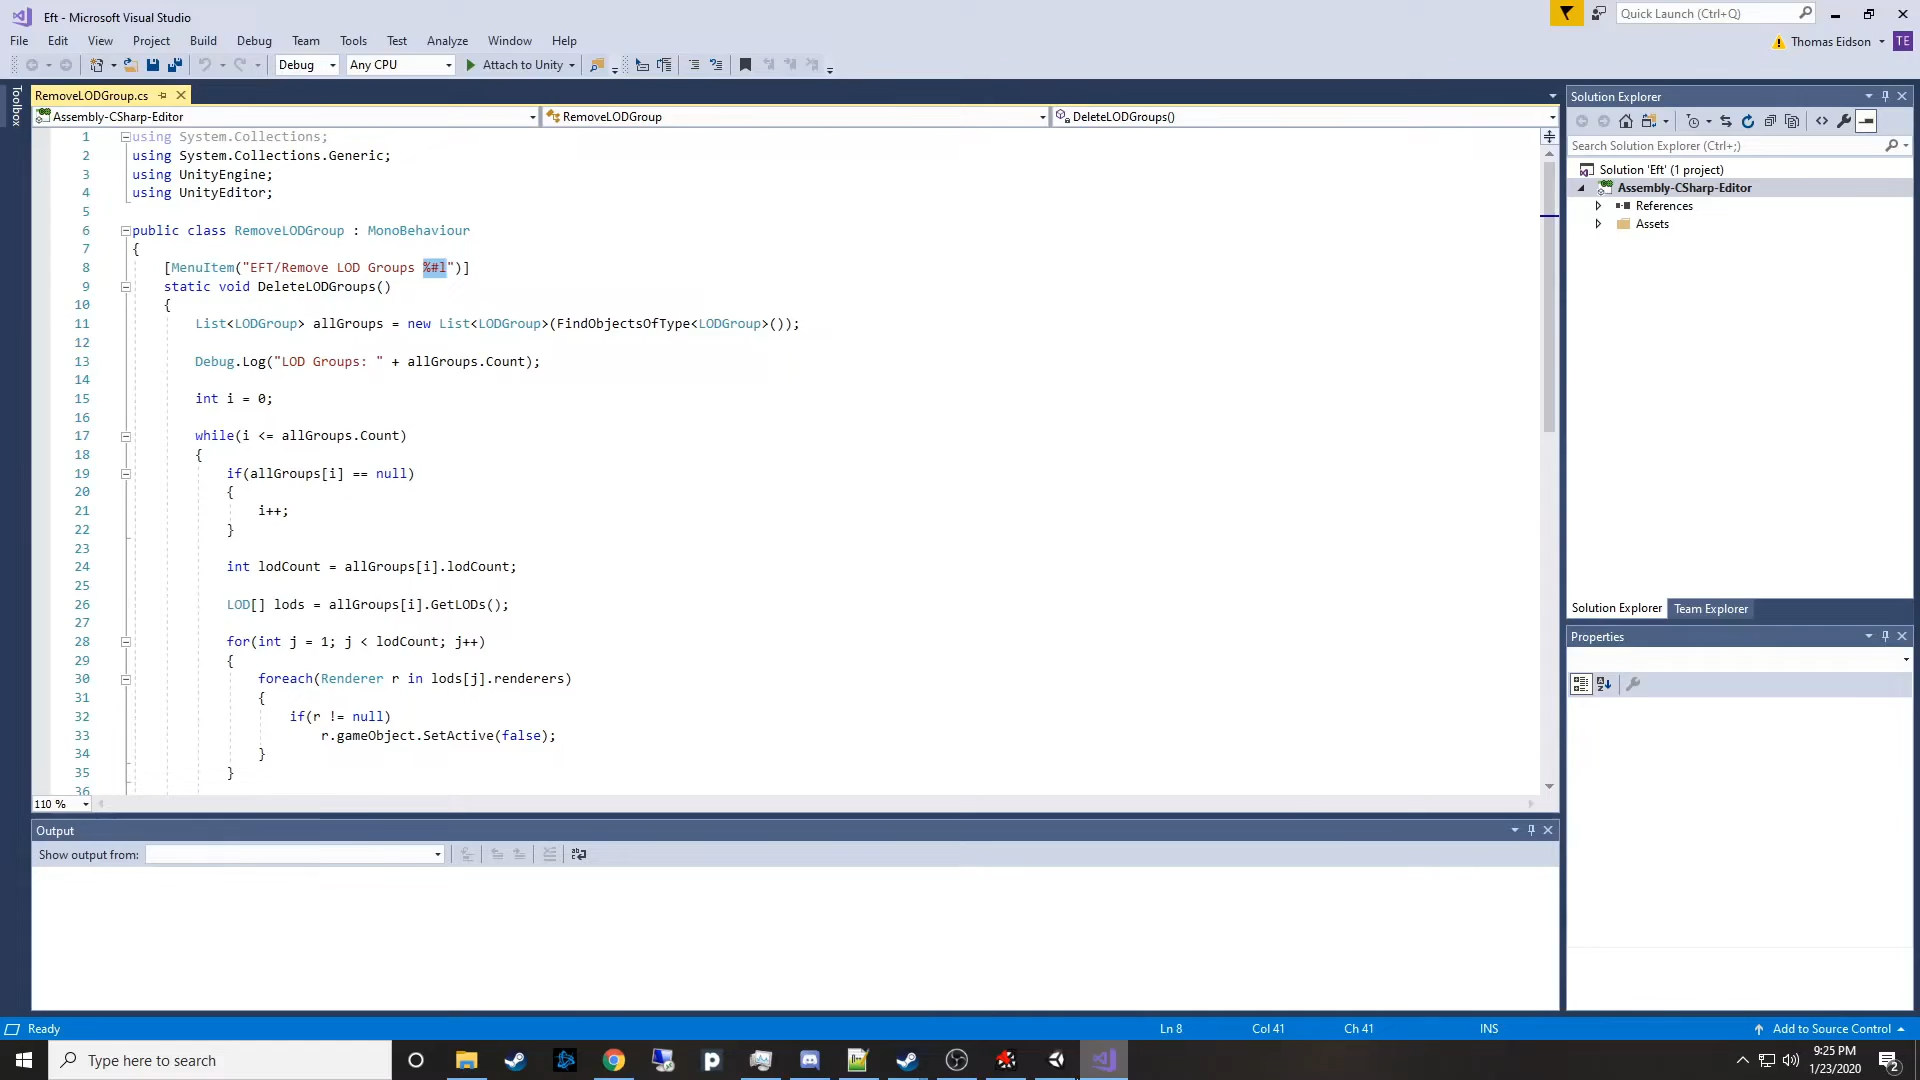 Eft - Microsoft Visual Studio
Quick Launch (Ctrl+Q)
File Edit View Project Build Debug Team Tools Test Analyze Window Help
Thomas Eidson TE
Debug Any CPU Attach to Unity
Toolbox
RemoveLODGroup.cs
Assembly-CSharp-Editor RemoveLODGroup DeleteLODGroups()
1 using System.Collections;
2 using System.Collections.Generic;
3 using UnityEngine;
4 using UnityEditor;
5
6 public class RemoveLODGroup : MonoBehaviour
7 {
8 [MenuItem("EFT/Remove LOD Groups %#l")]
9 static void DeleteLODGroups()
10 {
11 List<LODGroup> allGroups = new List<LODGroup>(FindObjectsOfType<LODGroup>());
12
13 Debug.Log("LOD Groups: " + allGroups.Count);
14
15 int i = 0;
16
17 while(i <= allGroups.Count)
18 {
19 if(allGroups[i] == null)
20 {
21 i++;
22 }
23
24 int lodCount = allGroups[i].lodCount;
25
26 LOD[] lods = allGroups[i].GetLODs();
27
28 for(int j = 1; j < lodCount; j++)
29 {
30 foreach(Renderer r in lods[j].renderers)
31 {
32 if(r != null)
33 r.gameObject.SetActive(false);
34 }
35 }
36
110 %
Output
Show output from:
Solution Explorer
Search Solution Explorer (Ctrl+;)
Solution 'Eft' (1 project)
Assembly-CSharp-Editor
References
Assets
Solution Explorer Team Explorer
Properties
Ready Ln 8 Col 41 Ch 41 INS Add to Source Control
Type here to search
9:25 PM
1/23/2020
2